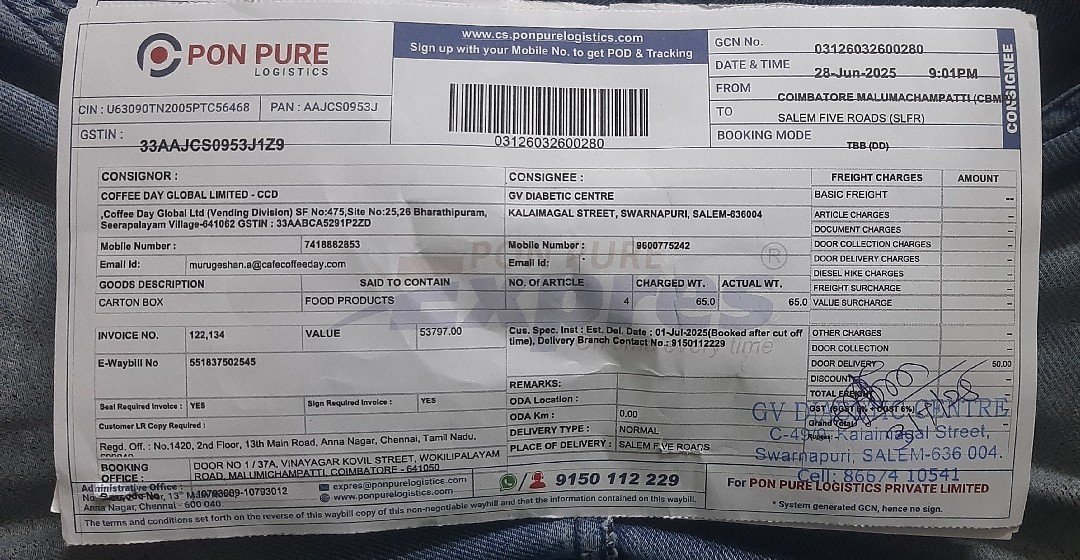 PON PURE
LOGISTICS
www.cs.ponpurelogistics.com
Sign up with your Mobile No. to get POD & Tracking
GCN No. 03126032600280
DATE & TIME 28-Jun-2025 9:01PM
FROM COIMBATORE MALUMACHAMPATTI (CBM
TO SALEM FIVE ROADS (SLFR)
BOOKING MODE TBB (DD)
CONSIGNEE
CIN : U63090TN2005PTC56468 PAN : AAJCS0953J
GSTIN : 33AAJCS0953J1Z9
03126032600280
CONSIGNOR : CONSIGNEE : FREIGHT CHARGES AMOUNT
COFFEE DAY GLOBAL LIMITED - CCD GV DIABETIC CENTRE BASIC FREIGHT --
,Coffee Day Global Ltd (Vending Division) SF No:475,Site No:25,26 Bharathipuram, KALAIMAGAL STREET, SWARNAPURI, SALEM-636004 ARTICLE CHARGES --
Seerapalayam Village-641062 GSTIN : 33AABCA5291P2ZD DOCUMENT CHARGES --
Mobile Number : 7418882853 Mobile Number : 9600775242 DOOR COLLECTION CHARGES --
Email Id: murugeshan.a@cafecoffeeday.com Email Id: DOOR DELIVERY CHARGES --
DIESEL HIKE CHARGES --
GOODS DESCRIPTION SAID TO CONTAIN NO. OF ARTICLE CHARGED WT. ACTUAL WT. FREIGHT SURCHARGE --
CARTON BOX FOOD PRODUCTS 4 65.0 65.0 VALUE SURCHARGE --
PON PURE
Expres ®
time every time
INVOICE NO. 122,134 VALUE 53797.00 Cus. Spec. Inst : Est. Del. Date : 01-Jul-2025(Booked after cut off OTHER CHARGES --
time), Delivery Branch Contact No.: 9150112229 DOOR COLLECTION --
E-Waybill No 551837502545 DOOR DELIVERY 50.00
REMARKS: DISCOUNT --
Seal Required Invoice : YES Sign Required Invoice : YES ODA Location : TOTAL FREIGHT
ODA Km : 0.00
Customer LR Copy Required : DELIVERY TYPE : NORMAL Grand Total
Regd. Off : No.1420, 2nd Floor, 13th Main Road, Anna Nagar, Chennai, Tamil Nadu, PLACE OF DELIVERY : SALEM FIVE ROADS
GV DIABETIC CENTRE
Kalaimagal Street,
Swarnapuri, SALEM-636 004.
Cell: 86674 10541
BOOKING OFFICE : DOOR NO 1 / 37A, VINAYAGAR KOVIL STREET, WOKILIPALAYAM
ROAD, MALUMICHAMPATTI,COIMBATORE - 641050
Administrative Office : 10793009-10793012 expres@ponpurelogistics.com 9150 112 229 For PON PURE LOGISTICS PRIVATE LIMITED
Anna Nagar, Chennai - 600 040 www.ponpurelogistics.com * System generated GCN, hence no sign.
The terms and conditions set forth on the reverse of this waybill copy of this non-negotiable waybill and that the information contained on this waybill.